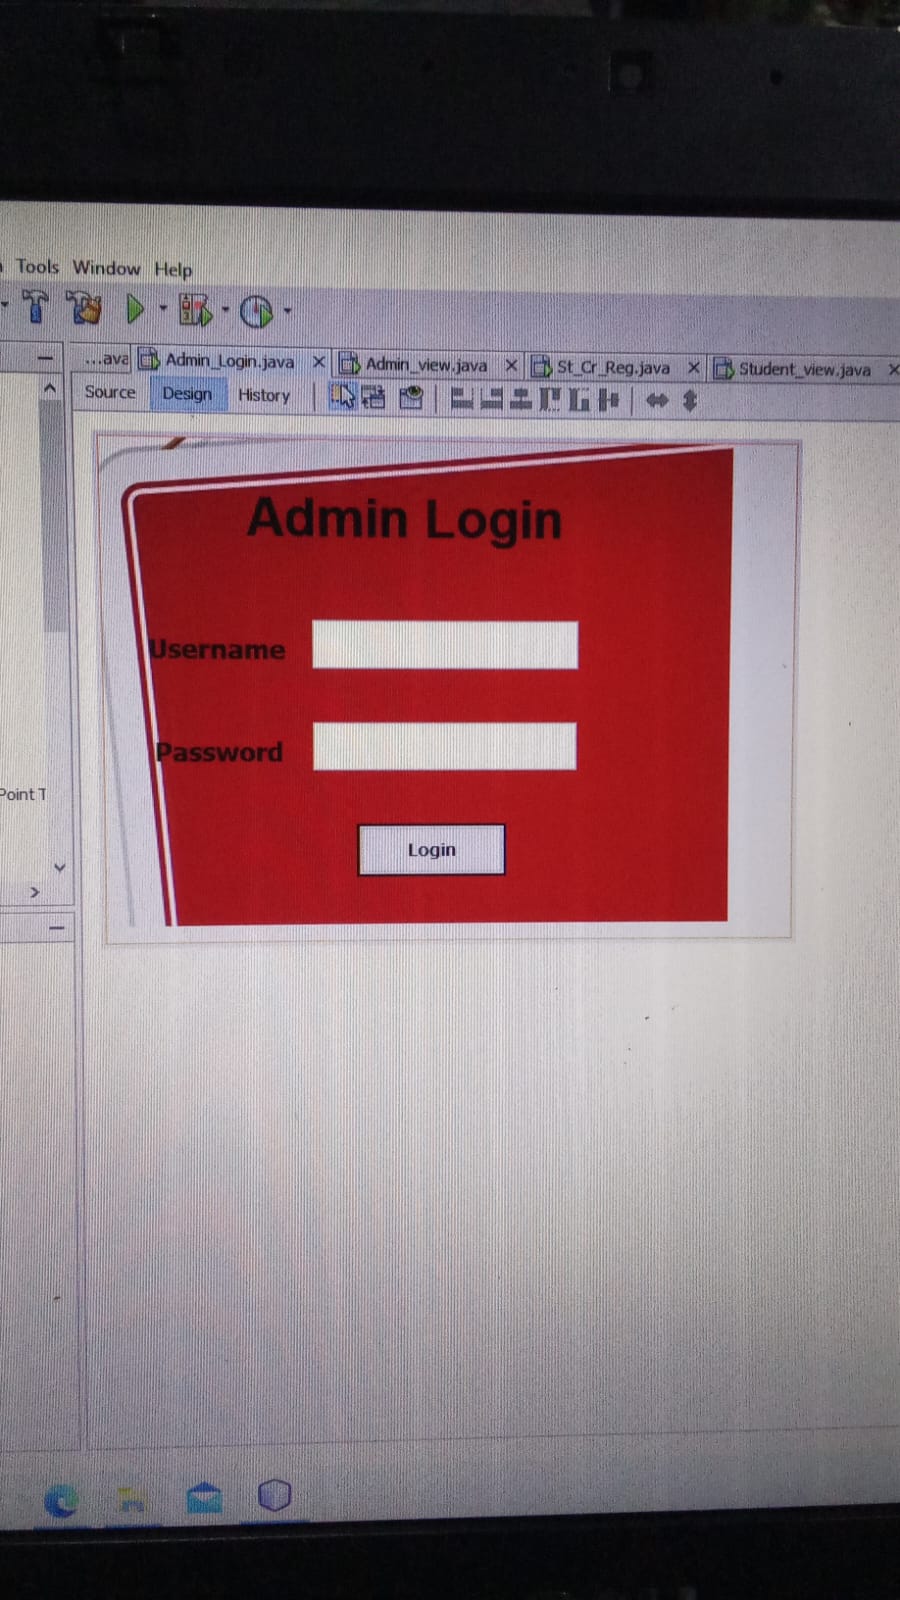 Tools Window Help
...ava Admin_Login.java Admin_view.java St_Cr_Reg.java Student_view.java
Source Design History
Admin Login
Username
Password
Point T
Login